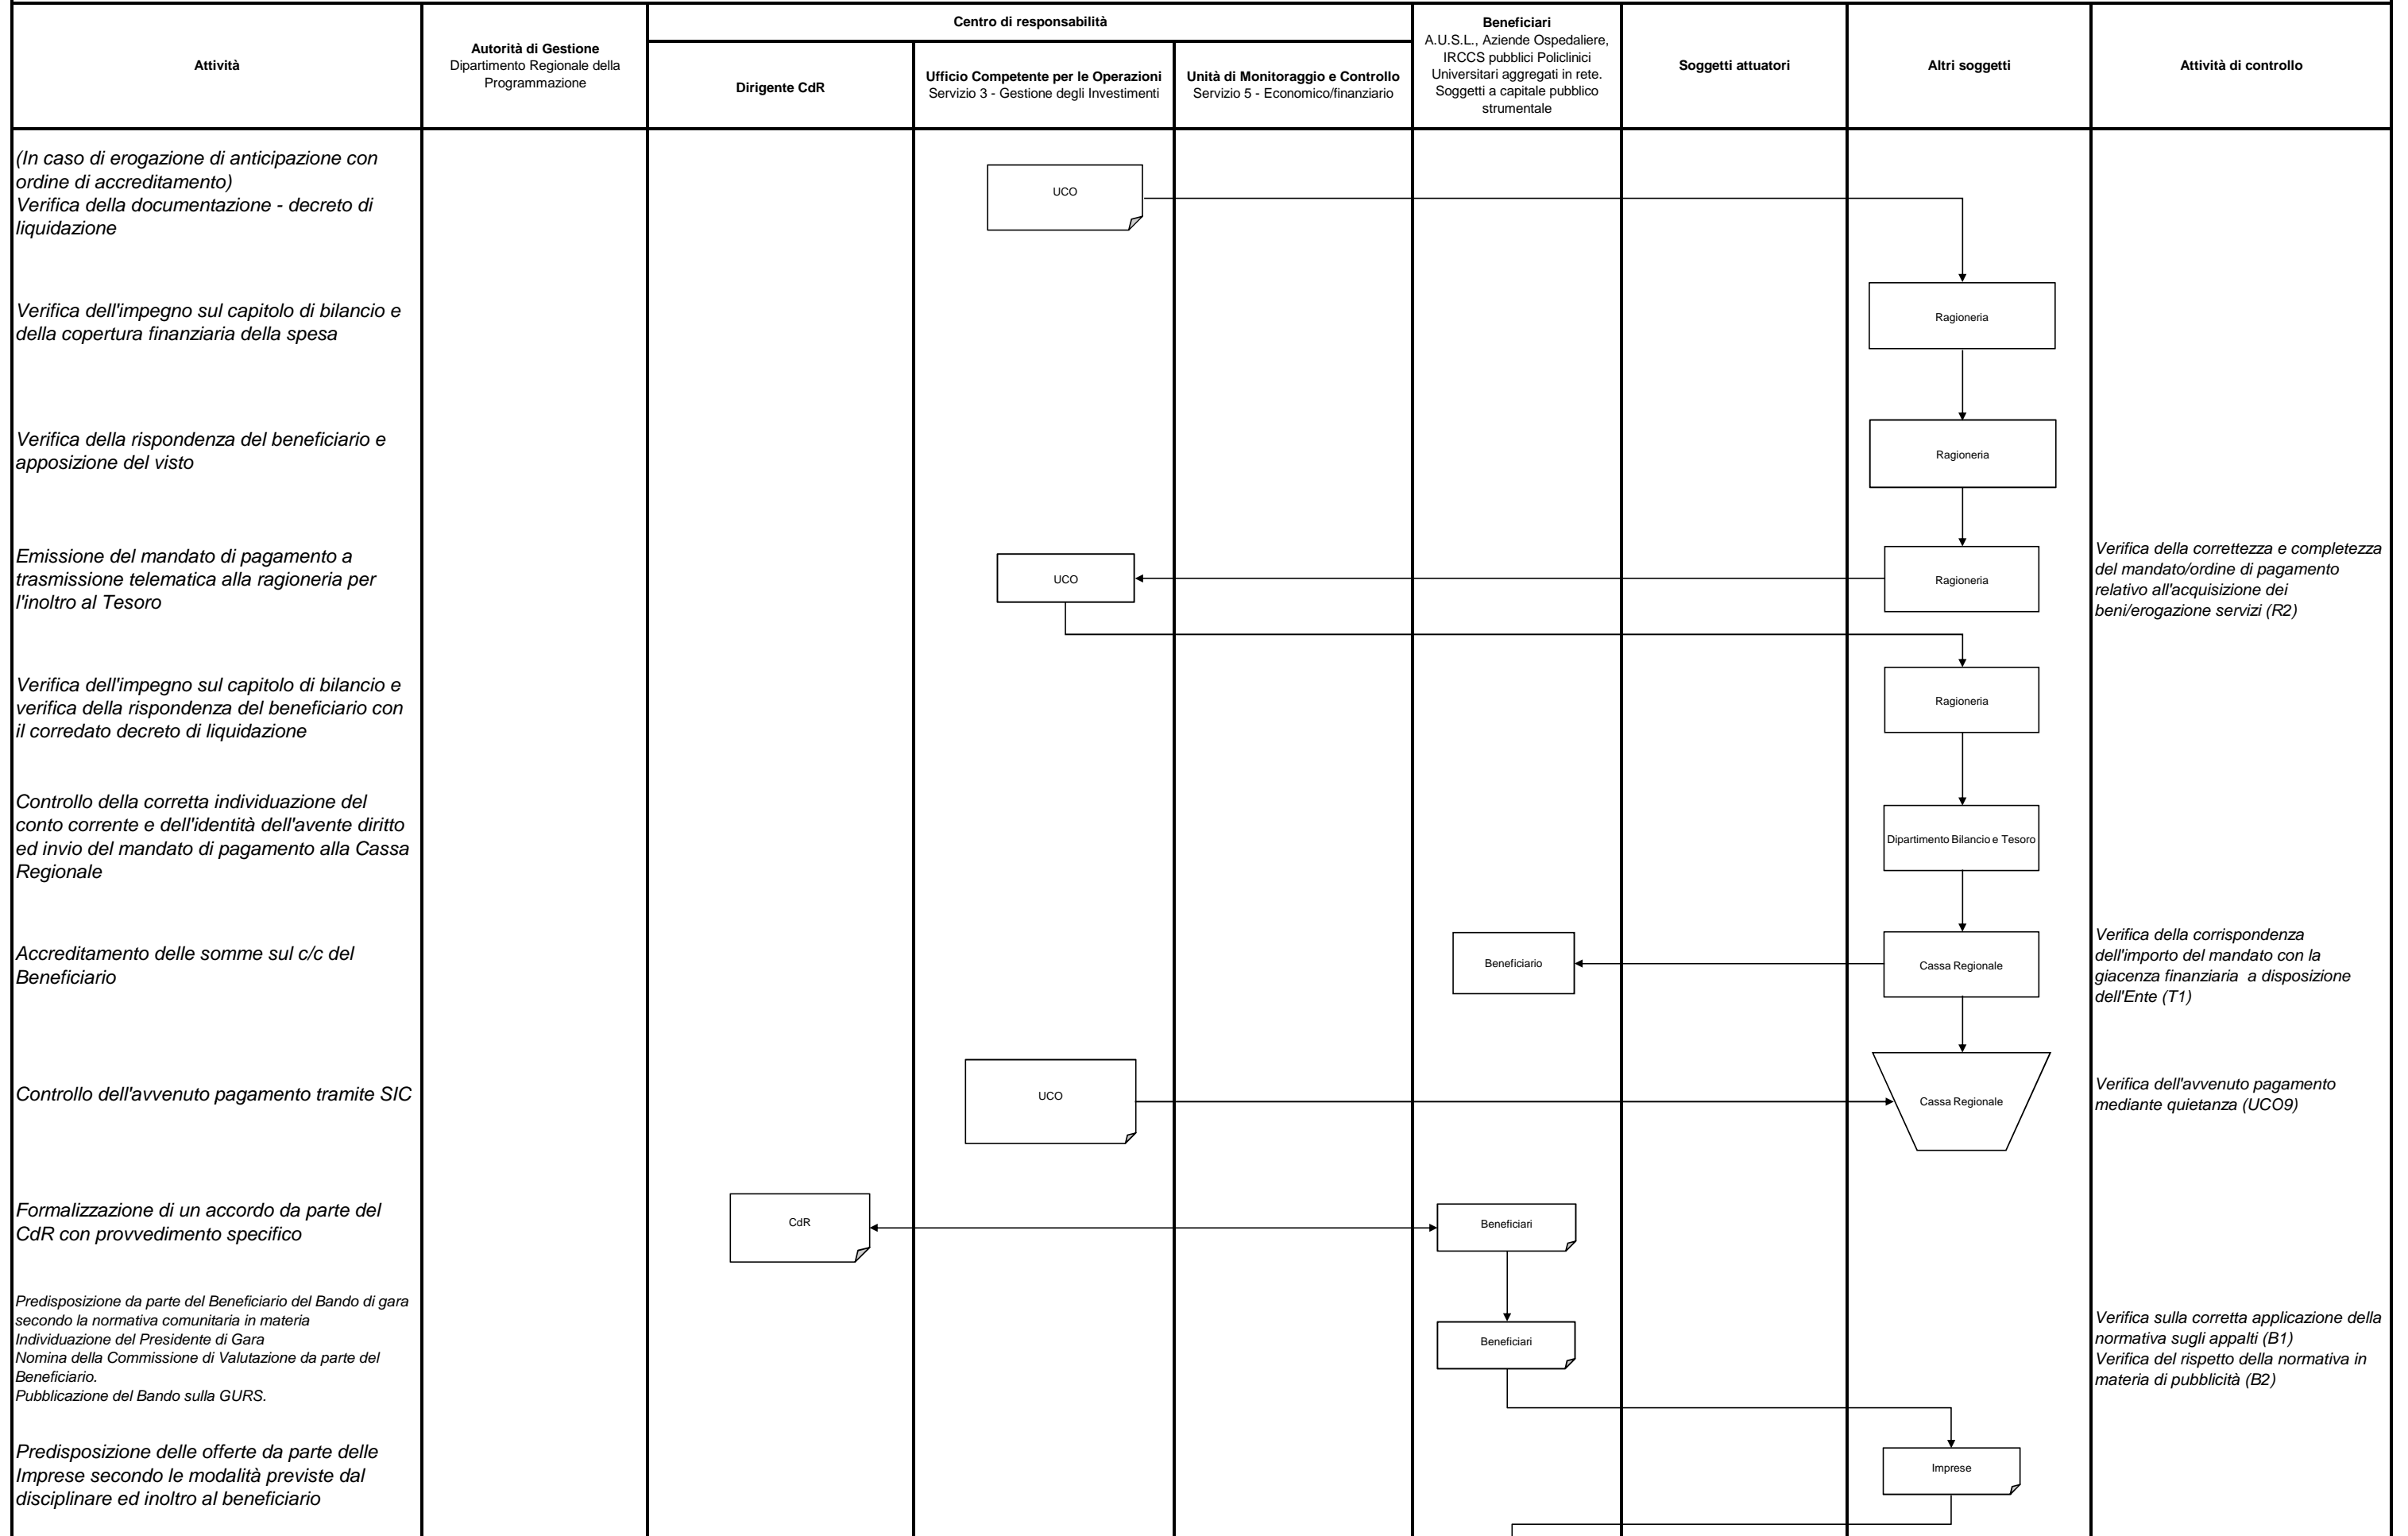 Attività
Autorità di Gestione
Dipartimento Regionale della
Programmazione
Centro di responsabilità
Dirigente CdR
Ufficio Competente per le Operazioni
Servizio 3 - Gestione degli Investimenti
Unità di Monitoraggio e Controllo
Servizio 5 - Economico/finanziario
Beneficiari
A.U.S.L., Aziende Ospedaliere,
IRCCS pubblici Policlinici
Universitari aggregati in rete.
Soggetti a capitale pubblico
strumentale
Soggetti attuatori
Altri soggetti
Attività di controllo
(In caso di erogazione di anticipazione con
ordine di accreditamento)
Verifica della documentazione - decreto di
liquidazione
UCO
Verifica dell'impegno sul capitolo di bilancio e
della copertura finanziaria della spesa
Ragioneria
Verifica della rispondenza del beneficiario e
apposizione del visto
Ragioneria
Emissione del mandato di pagamento a
trasmissione telematica alla ragioneria per
l'inoltro al Tesoro
UCO
Ragioneria
Verifica della correttezza e completezza
del mandato/ordine di pagamento
relativo all'acquisizione dei
beni/erogazione servizi (R2)
Verifica dell'impegno sul capitolo di bilancio e
verifica della rispondenza del beneficiario con
il corredato decreto di liquidazione
Ragioneria
Controllo della corretta individuazione del
conto corrente e dell'identità dell'avente diritto
ed invio del mandato di pagamento alla Cassa
Regionale
Dipartimento Bilancio e Tesoro
Accreditamento delle somme sul c/c del
Beneficiario
Beneficiario
Cassa Regionale
Verifica della corrispondenza
dell'importo del mandato con la
giacenza finanziaria  a disposizione
dell'Ente (T1)
Controllo dell'avvenuto pagamento tramite SIC
UCO
Cassa Regionale
Verifica dell'avvenuto pagamento
mediante quietanza (UCO9)
Formalizzazione di un accordo da parte del
CdR con provvedimento specifico
CdR
Beneficiari
Predisposizione da parte del Beneficiario del Bando di gara
secondo la normativa comunitaria in materia
Individuazione del Presidente di Gara
Nomina della Commissione di Valutazione da parte del
Beneficiario.
Pubblicazione del Bando sulla GURS.
Beneficiari
Verifica sulla corretta applicazione della
normativa sugli appalti (B1)
Verifica del rispetto della normativa in
materia di pubblicità (B2)
Predisposizione delle offerte da parte delle
Imprese secondo le modalità previste dal
disciplinare ed inoltro al beneficiario
Imprese